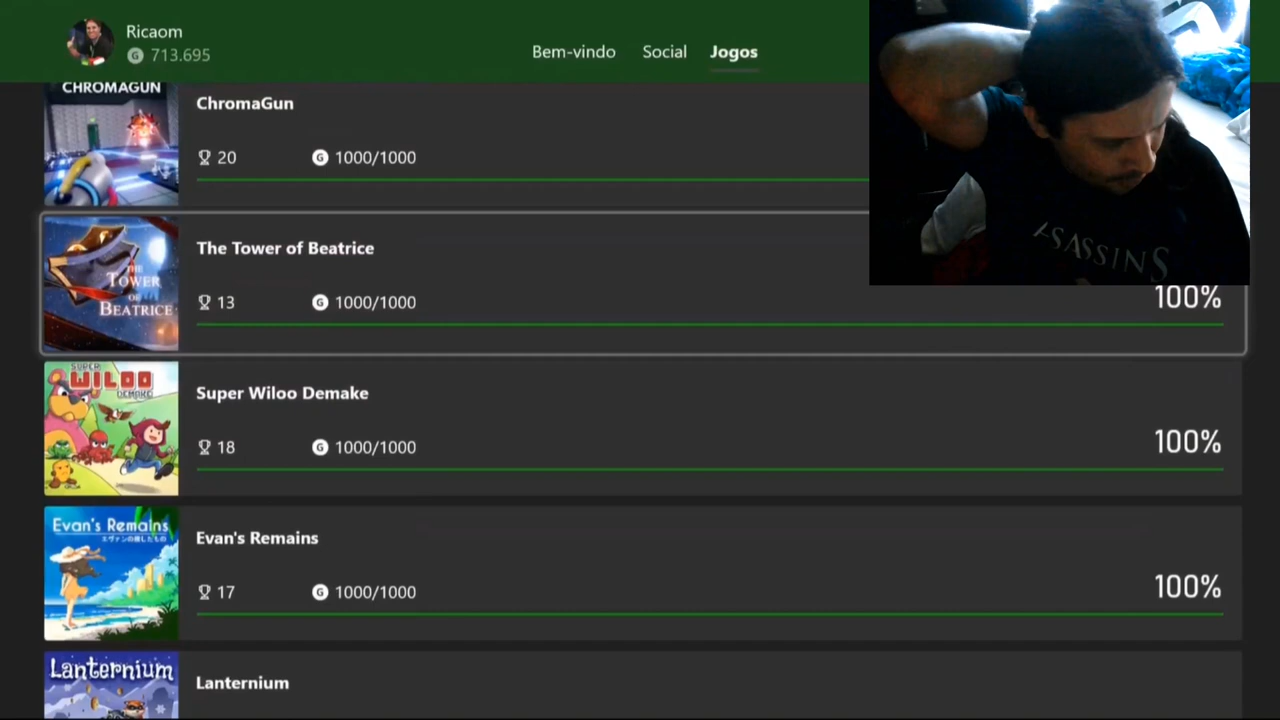 Ricaom
G 713.695
Bem-vindo
Social
Jogos
CHROMAGUN
ChromaGun
20
G 1000/1000
THE
TOWER
OF
BEATRICE
The Tower of Beatrice
13
G 1000/1000
100%
SUPER
WILOO
DEMAKE
Super Wiloo Demake
18
G 1000/1000
100%
Evan's Remains
エヴァンの残したもの
Evan's Remains
17
G 1000/1000
100%
Lanternium
Lanternium
ASSASSINS